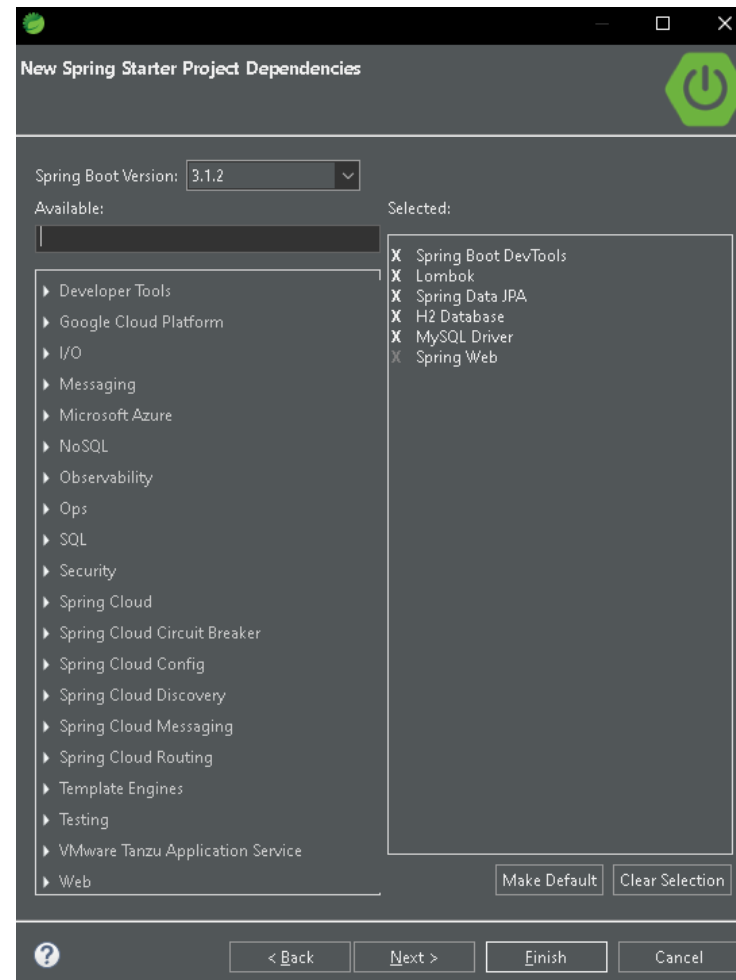 New Spring Starter Project Dependencies
Spring Boot Version: 3.1.2
Available:
Developer Tools
Google Cloud Platform
I/O
Messaging
Microsoft Azure
NoSQL
Observability
Ops
SQL
Security
Spring Cloud
Spring Cloud Circuit Breaker
Spring Cloud Config
Spring Cloud Discovery
Spring Cloud Messaging
Spring Cloud Routing
Template Engines
Testing
VMware Tanzu Application Service
Web
Selected:
X Spring Boot DevTools
X Lombok
X Spring Data JPA
X H2 Database
X MySQL Driver
X Spring Web
Make Default Clear Selection
? < Back Next > Finish Cancel